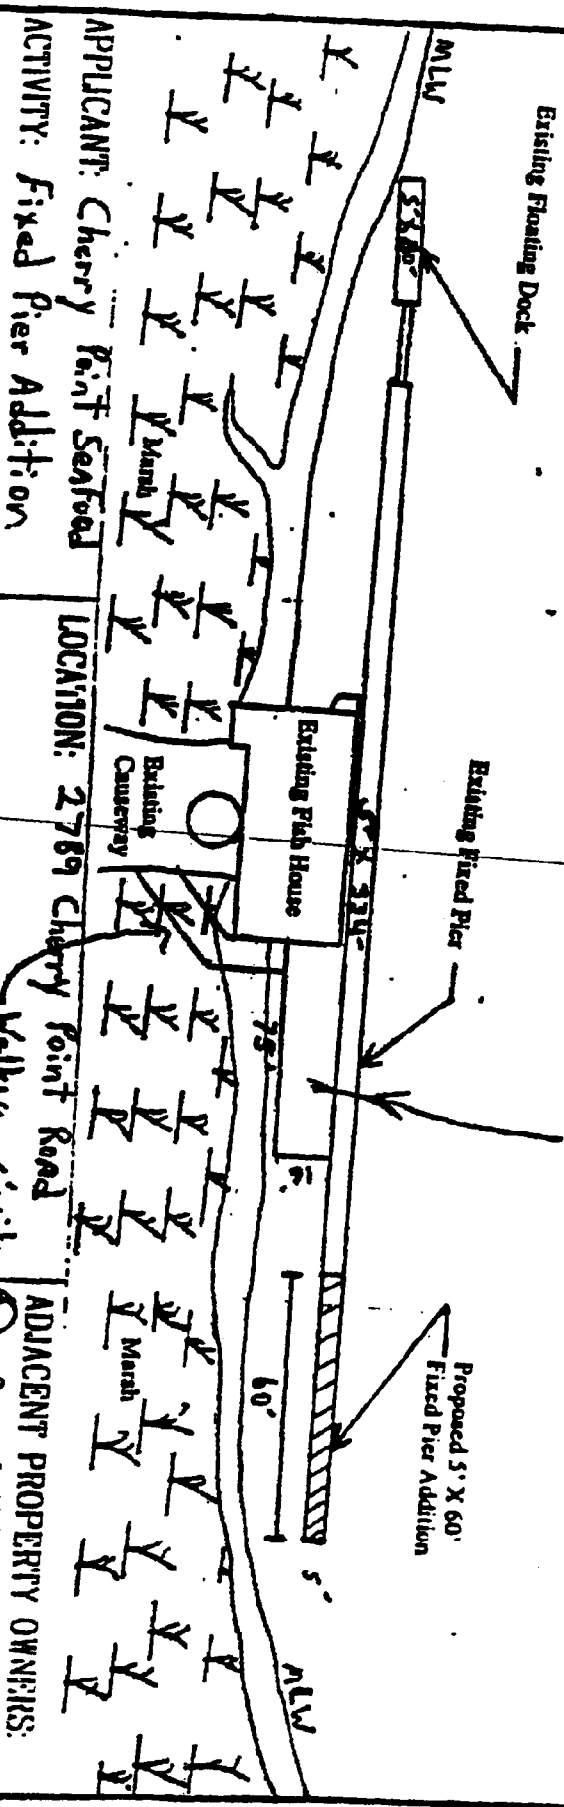 MLW
Existing Floating Dock
Existing Fixed Pier
Proposed 5' X 60'
Fixed Pier Addition
Existing Fish House
75'
60'
5'
MLW
Marsh
Existing
Causeway
Marsh
APPLICANT: Cherry Point Seafood
ACTIVITY: Fixed Pier Addition
LOCATION: 2789 Cherry Point Road
ADJACENT PROPERTY OWNERS: